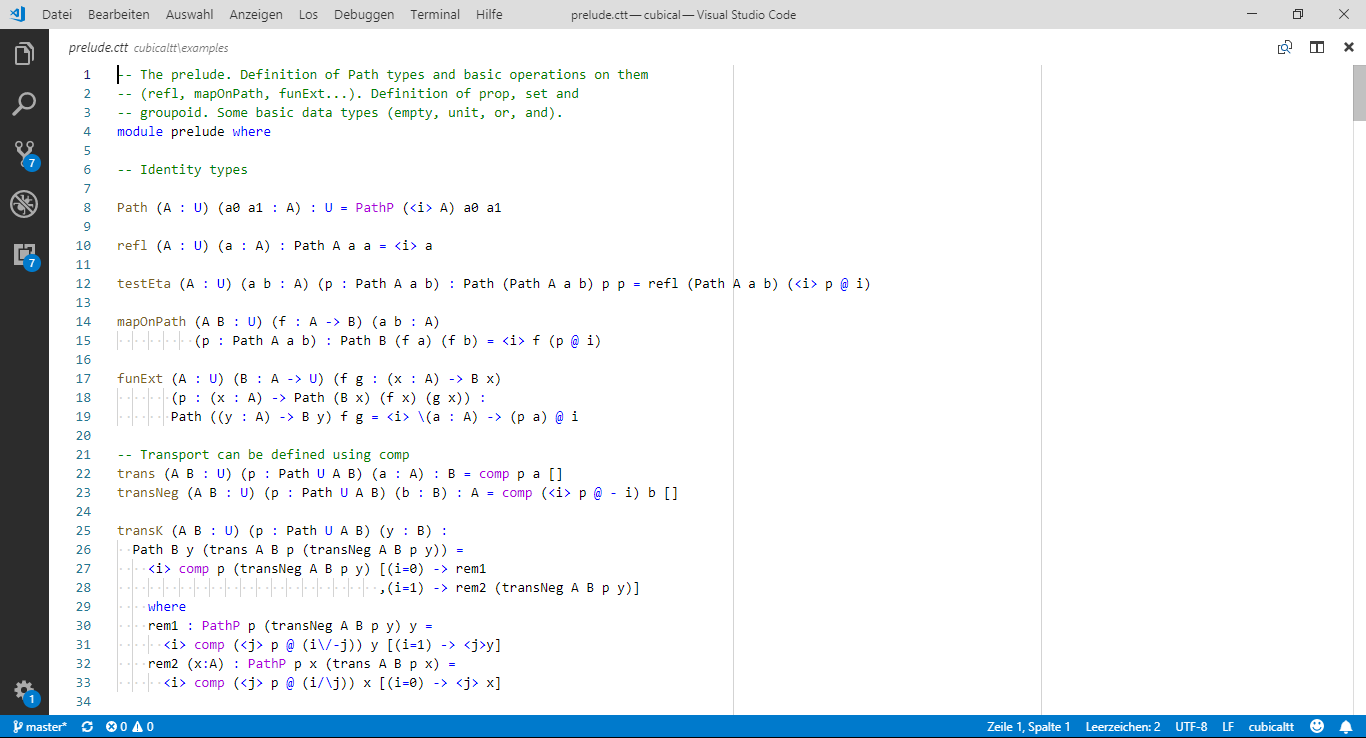 Datei Bearbeiten Auswahl Anzeigen Los Debuggen Terminal Hilfe prelude.ctt — cubical — Visual Studio Code
prelude.ctt cubicaltt\examples
1 -- The prelude. Definition of Path types and basic operations on them
2 -- (refl, mapOnPath, funExt...). Definition of prop, set and
3 -- groupoid. Some basic data types (empty, unit, or, and).
4 module prelude where
5
6 -- Identity types
7
8 Path (A : U) (a0 a1 : A) : U = PathP (<i> A) a0 a1
9
10 refl (A : U) (a : A) : Path A a a = <i> a
11
12 testEta (A : U) (a b : A) (p : Path A a b) : Path (Path A a b) p p = refl (Path A a b) (<i> p @ i)
13
14 mapOnPath (A B : U) (f : A -> B) (a b : A)
15 (p : Path A a b) : Path B (f a) (f b) = <i> f (p @ i)
16
17 funExt (A : U) (B : A -> U) (f g : (x : A) -> B x)
18 (p : (x : A) -> Path (B x) (f x) (g x)) :
19 Path ((y : A) -> B y) f g = <i> \(a : A) -> (p a) @ i
20
21 -- Transport can be defined using comp
22 trans (A B : U) (p : Path U A B) (a : A) : B = comp p a []
23 transNeg (A B : U) (p : Path U A B) (b : B) : A = comp (<i> p @ - i) b []
24
25 transK (A B : U) (p : Path U A B) (y : B) :
26 Path B y (trans A B p (transNeg A B p y)) =
27 <i> comp p (transNeg A B p y) [(i=0) -> rem1
28 ,(i=1) -> rem2 (transNeg A B p y)]
29 where
30 rem1 : PathP p (transNeg A B p y) y =
31 <i> comp (<j> p @ (i\/-j)) y [(i=1) -> <j>y]
32 rem2 (x:A) : PathP p x (trans A B p x) =
33 <i> comp (<j> p @ (i/\j)) x [(i=0) -> <j> x]
34
7
7
1
master* 0 0 Zeile 1, Spalte 1 Leerzeichen: 2 UTF-8 LF cubicaltt